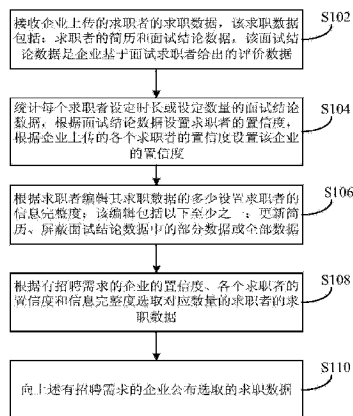 S102
接收企业上传的求职者的求职数据，该求职数据
包括：求职者的简历和面试结论数据，该面试结
论数据是企业基于面试求职者给出的评价数据
S104
统计每个求职者设定时长或设定数量的面试结论
数据，根据面试结论数据设置求职者的置信度，
根据企业上传的各个求职者的置信度设置该企业
的置信度
S106
根据求职者编辑其求职数据的多少设置求职者的
信息完整度；该编辑包括以下至少之一：更新简
历、屏蔽面试结论数据中的部分数据或全部数据
S108
根据有招聘需求的企业的置信度、各个求职者的
置信度和信息完整度选取对应数量的求职者的求
职数据
S110
向上述有招聘需求的企业公布选取的求职数据